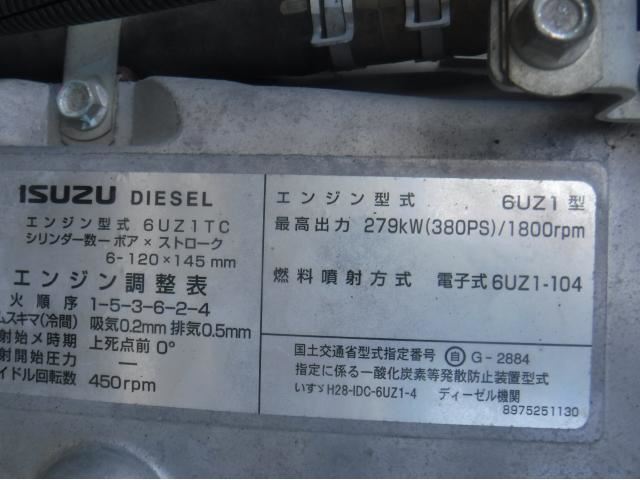 ISUZU DIESEL
エンジン型式 6UZ1TC
シリンダー数ー ボア × ストローク
6-120×145mm
エンジン調整表
火順序 1-5-3-6-2-4
ムスキマ(冷間) 吸気0.2mm 排気0.5mm
射始メ時期 上死点前 0°
射開始圧力 —
イドル回転数 450rpm
エンジン型式 6UZ1型
最高出力 279kW(380PS)/1800rpm
燃料噴射方式 電子式 6UZ1-104
国土交通省型式指定番号 自 G-2884
指定に係る一酸化炭素等発散防止装置型式
いすゞH28-IDC-6UZ1-4 ディーゼル機関
8975251130